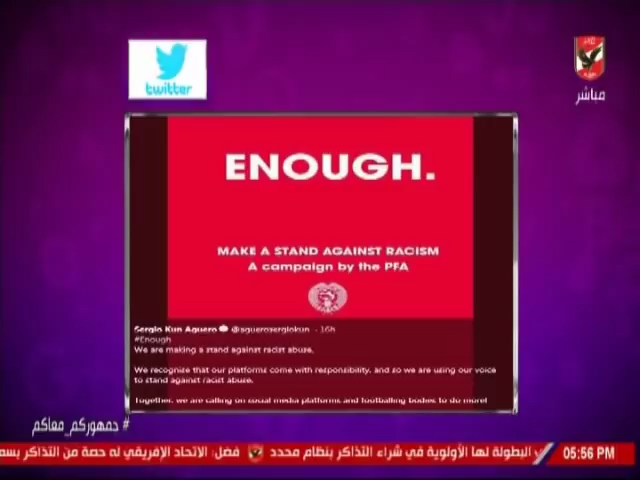 twitter
مباشر
ENOUGH.
MAKE A STAND AGAINST RACISM
A campaign by the PFA
Sergio Kun Aguero @aguerosergiokun · 16h
#Enough
We are making a stand against racist abuse.
We recognize that our platforms come with responsibility, and so we are using our voice
to stand against racist abuse.
Together, we are calling on social media platforms and footballing bodies to do more!
# جمهوركم_معاكم
البطولة لها الأولوية في شراء التذاكر بنظام محدد
فضل: الاتحاد الإفريقي له حصة من التذاكر
05:56 PM